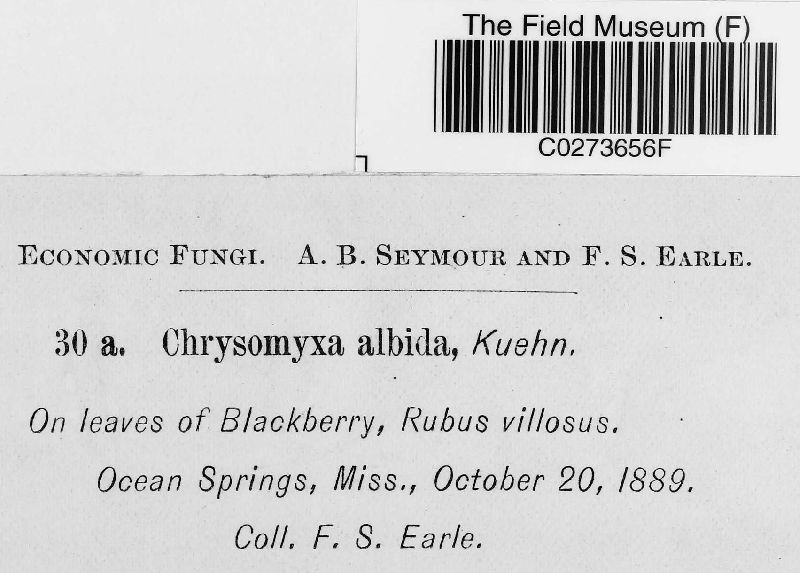 The Field Museum (F)
C0273656F
Economic Fungi. A. B. Seymour and F. S. Earle.
30 a. Chrysomyxa albida, Kuehn.
On leaves of Blackberry, Rubus villosus.
Ocean Springs, Miss., October 20, 1889.
Coll. F. S. Earle.